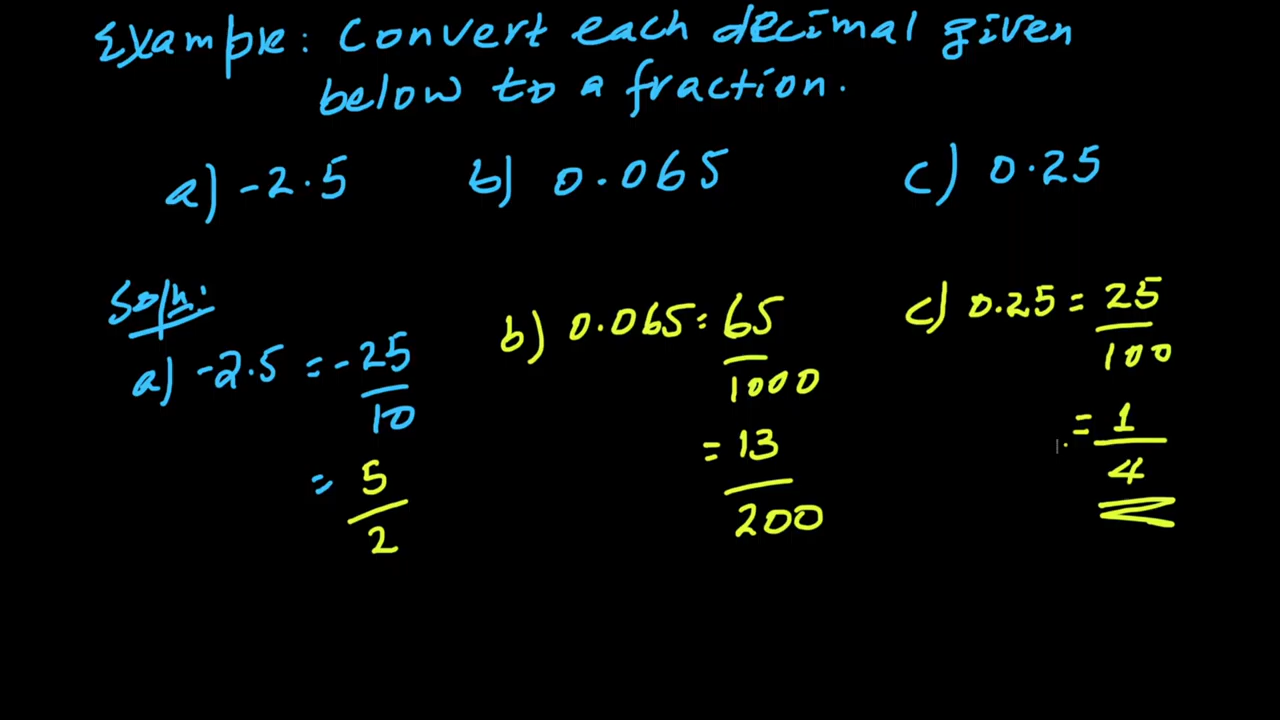 Example: Convert each decimal given
below to a fraction.
a) -2.5 b) 0.065 c) 0.25
Soln:
a) -2.5 = -25/10
= 5/2
b) 0.065 = 65/1000
= 13/200
c) 0.25 = 25/100
= 1/4